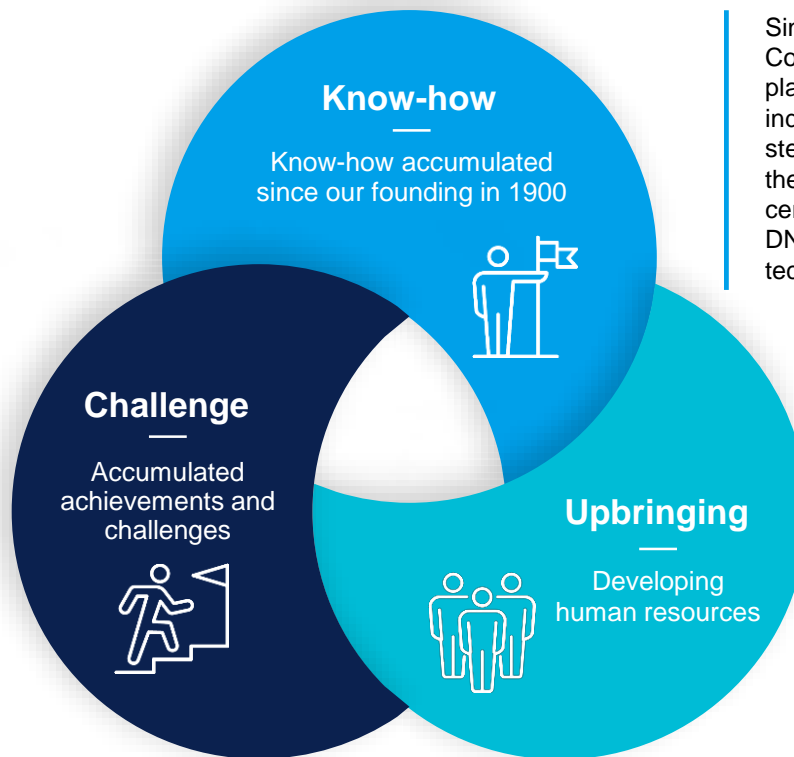 Know-how
Know-how accumulated
since our founding in 1900
Challenge
Accumulated
achievements and
challenges
Upbringing
Developing
human resources